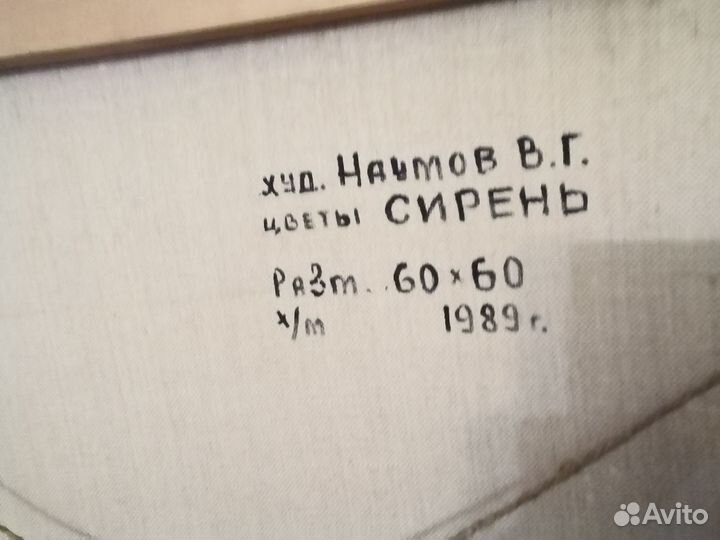 худ. Наумов В.Г.
цветы СИРЕНЬ
Разм. 60×60
х/м 1989 г.
Avito